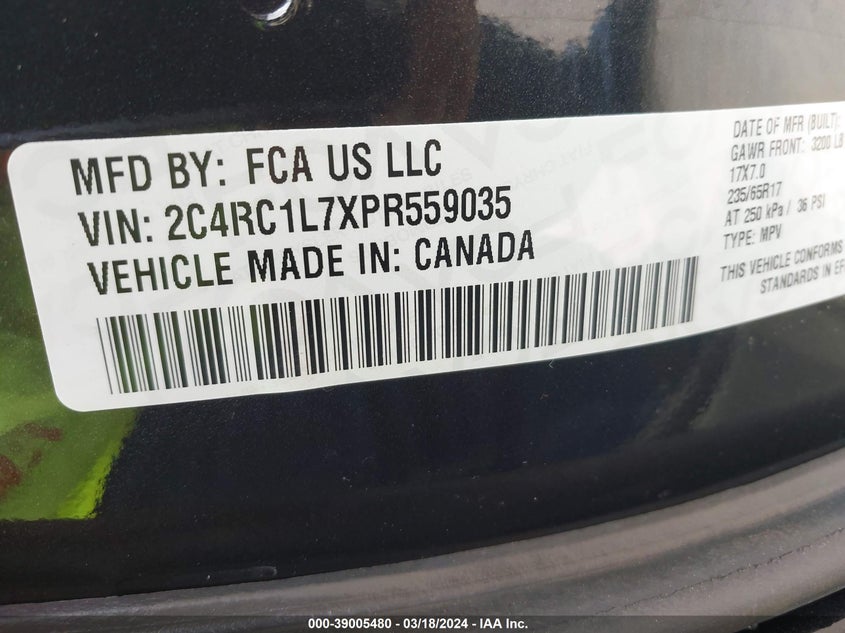 MFD BY: FCA US LLC
VIN: 2C4RC1L7XPR559035
VEHICLE MADE IN: CANADA
DATE OF MFR (BUILT):
GAWR FRONT: 3200 LB
17X7.0
235/65R17
AT 250 kPa / 36 PSI
TYPE: MPV
THIS VEHICLE CONFORMS
STANDARDS IN
000-39005480 - 03/18/2024 - IAA Inc.